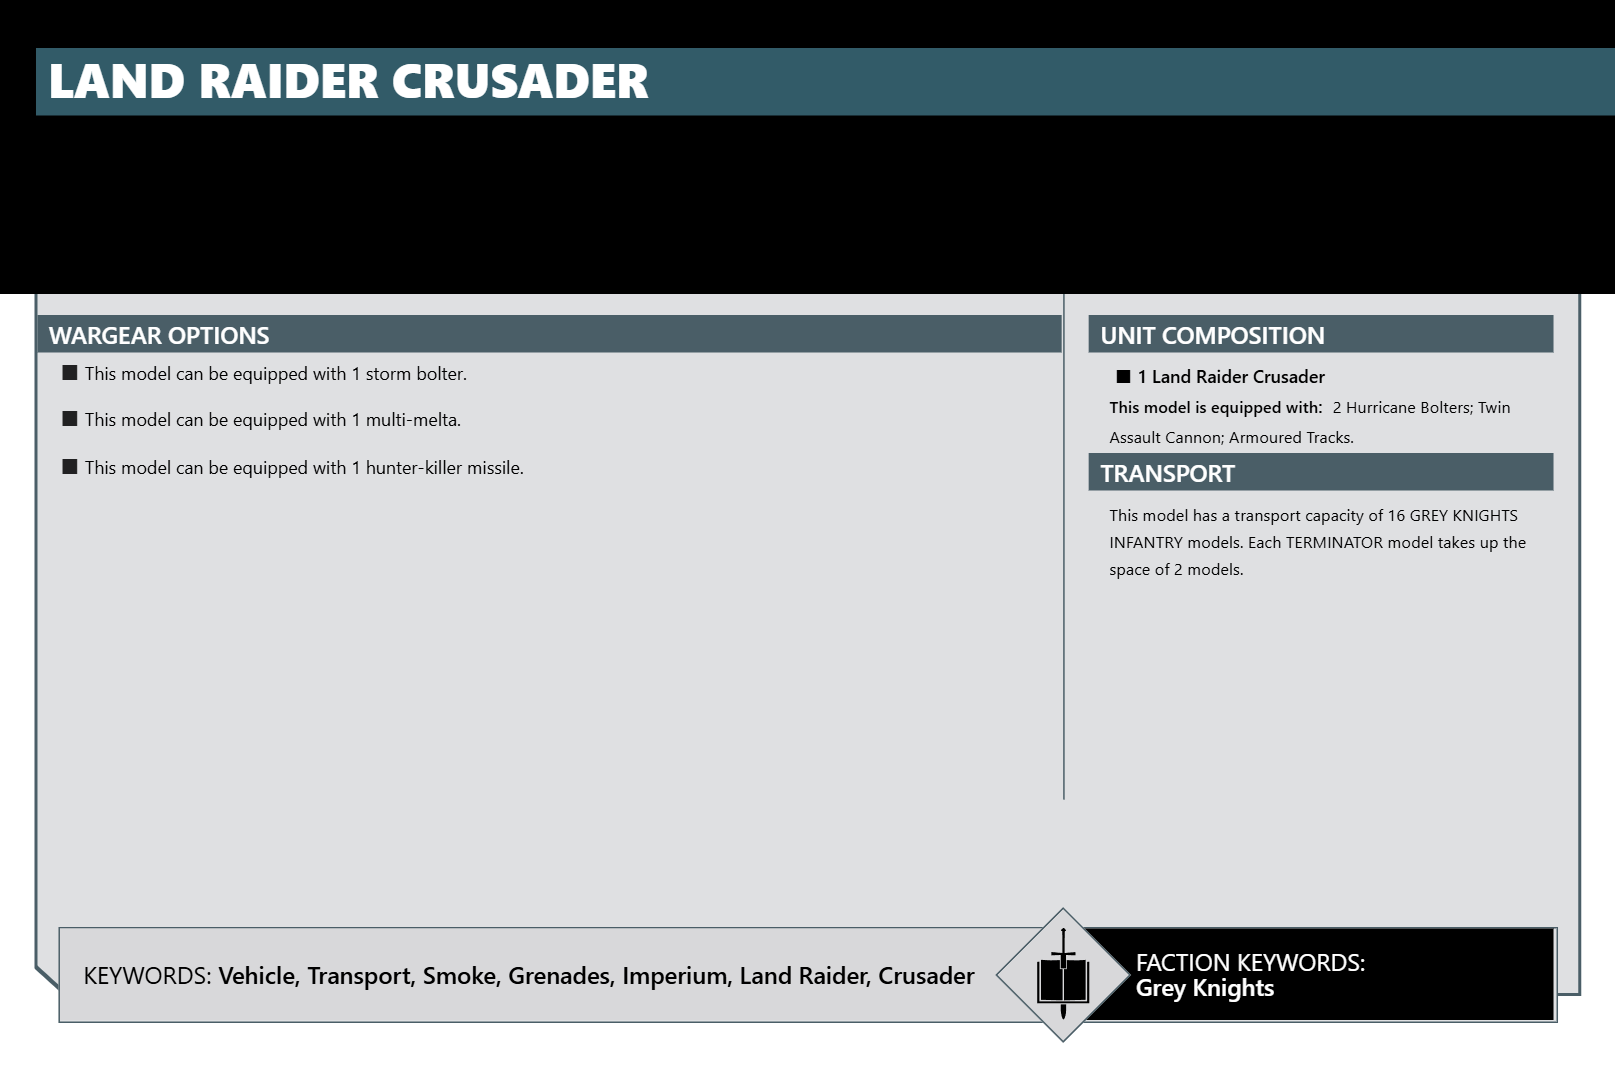 LAND RAIDER CRUSADER
WARGEAR OPTIONS
This model can be equipped with 1 storm bolter.
This model can be equipped with 1 multi-melta.
This model can be equipped with 1 hunter-killer missile.
UNIT COMPOSITION
1 Land Raider Crusader
This model is equipped with: 2 Hurricane Bolters; Twin
Assault Cannon; Armoured Tracks.
TRANSPORT
This model has a transport capacity of 16 GREY KNIGHTS
INFANTRY models. Each TERMINATOR model takes up the
space of 2 models.
KEYWORDS: Vehicle, Transport, Smoke, Grenades, Imperium, Land Raider, Crusader
FACTION KEYWORDS:
Grey Knights